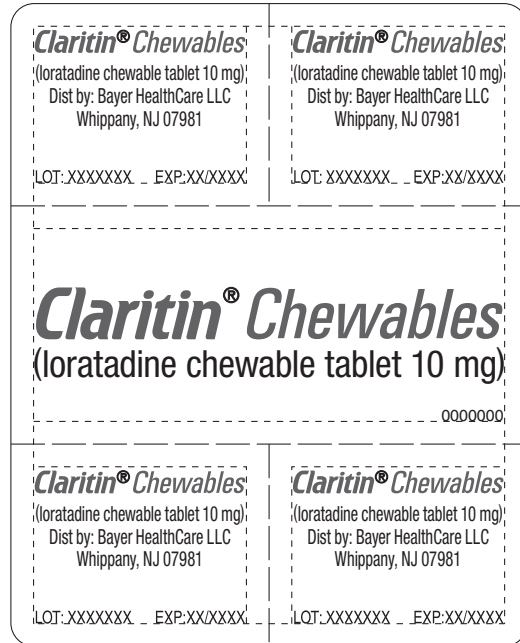 Claritin® Chewables
(loratadine chewable tablet 10 mg)
Dist by: Bayer HealthCare LLC
Whippany, NJ 07981
LOT: XXXXXXX EXP:XX/XXXX
Claritin® Chewables
(loratadine chewable tablet 10 mg)
Dist by: Bayer HealthCare LLC
Whippany, NJ 07981
LOT: XXXXXXX EXP:XX/XXXX
Claritin® Chewables
(loratadine chewable tablet 10 mg)
0000000
Claritin® Chewables
(loratadine chewable tablet 10 mg)
Dist by: Bayer HealthCare LLC
Whippany, NJ 07981
LOT: XXXXXXX EXP:XX/XXXX
Claritin® Chewables
(loratadine chewable tablet 10 mg)
Dist by: Bayer HealthCare LLC
Whippany, NJ 07981
LOT: XXXXXXX EXP:XX/XXXX